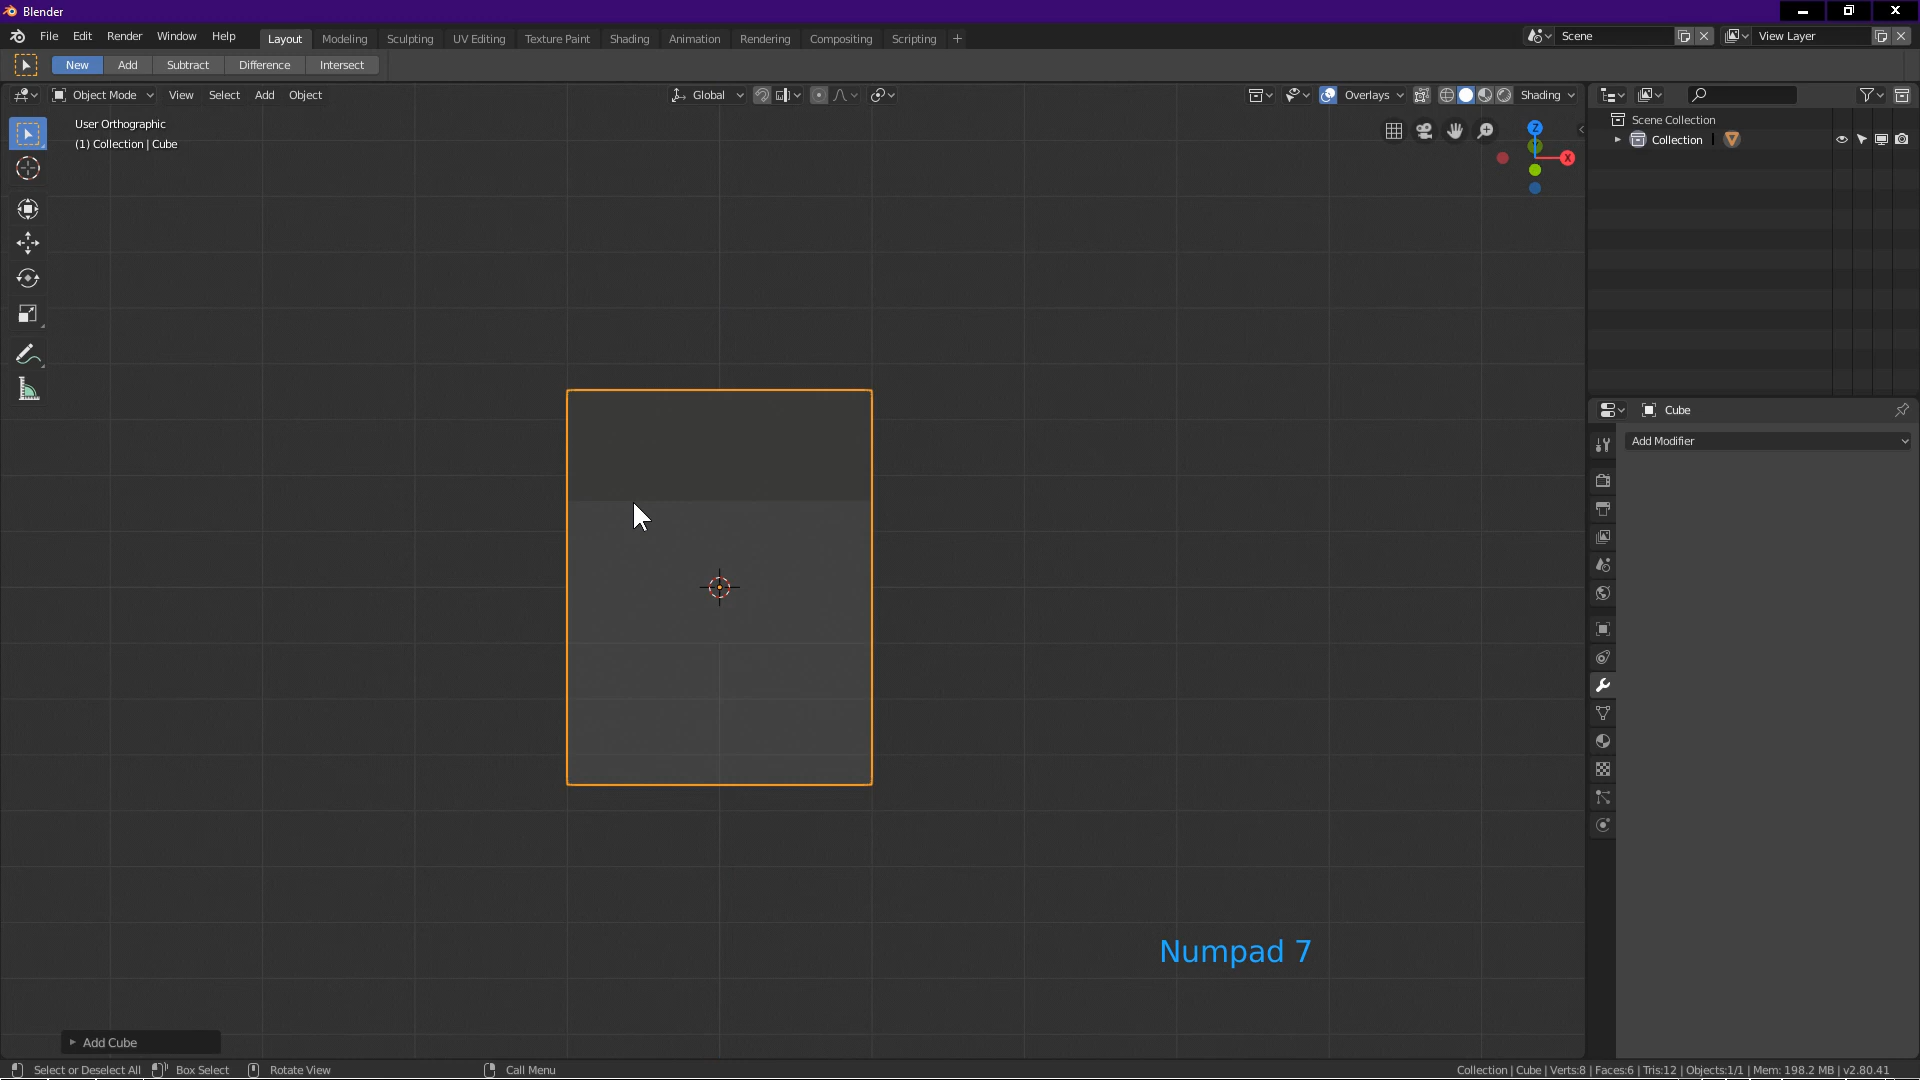 Blender
File Edit Render Window Help Layout Modeling Sculpting UV Editing Texture Paint Shading Animation Rendering Compositing Scripting + Scene View Layer
New Add Subtract Difference Intersect
Object Mode View Select Add Object Global Overlays Shading
User Orthographic
(1) Collection | Cube
Z
X
Scene Collection
Collection
Cube
Add Modifier
Numpad 7
Add Cube
Select or Deselect All Box Select Rotate View Call Menu Collection | Cube | Verts:8 | Faces:6 | Tris:12 | Objects:1/1 | Mem: 198.2 MB | v2.80.41